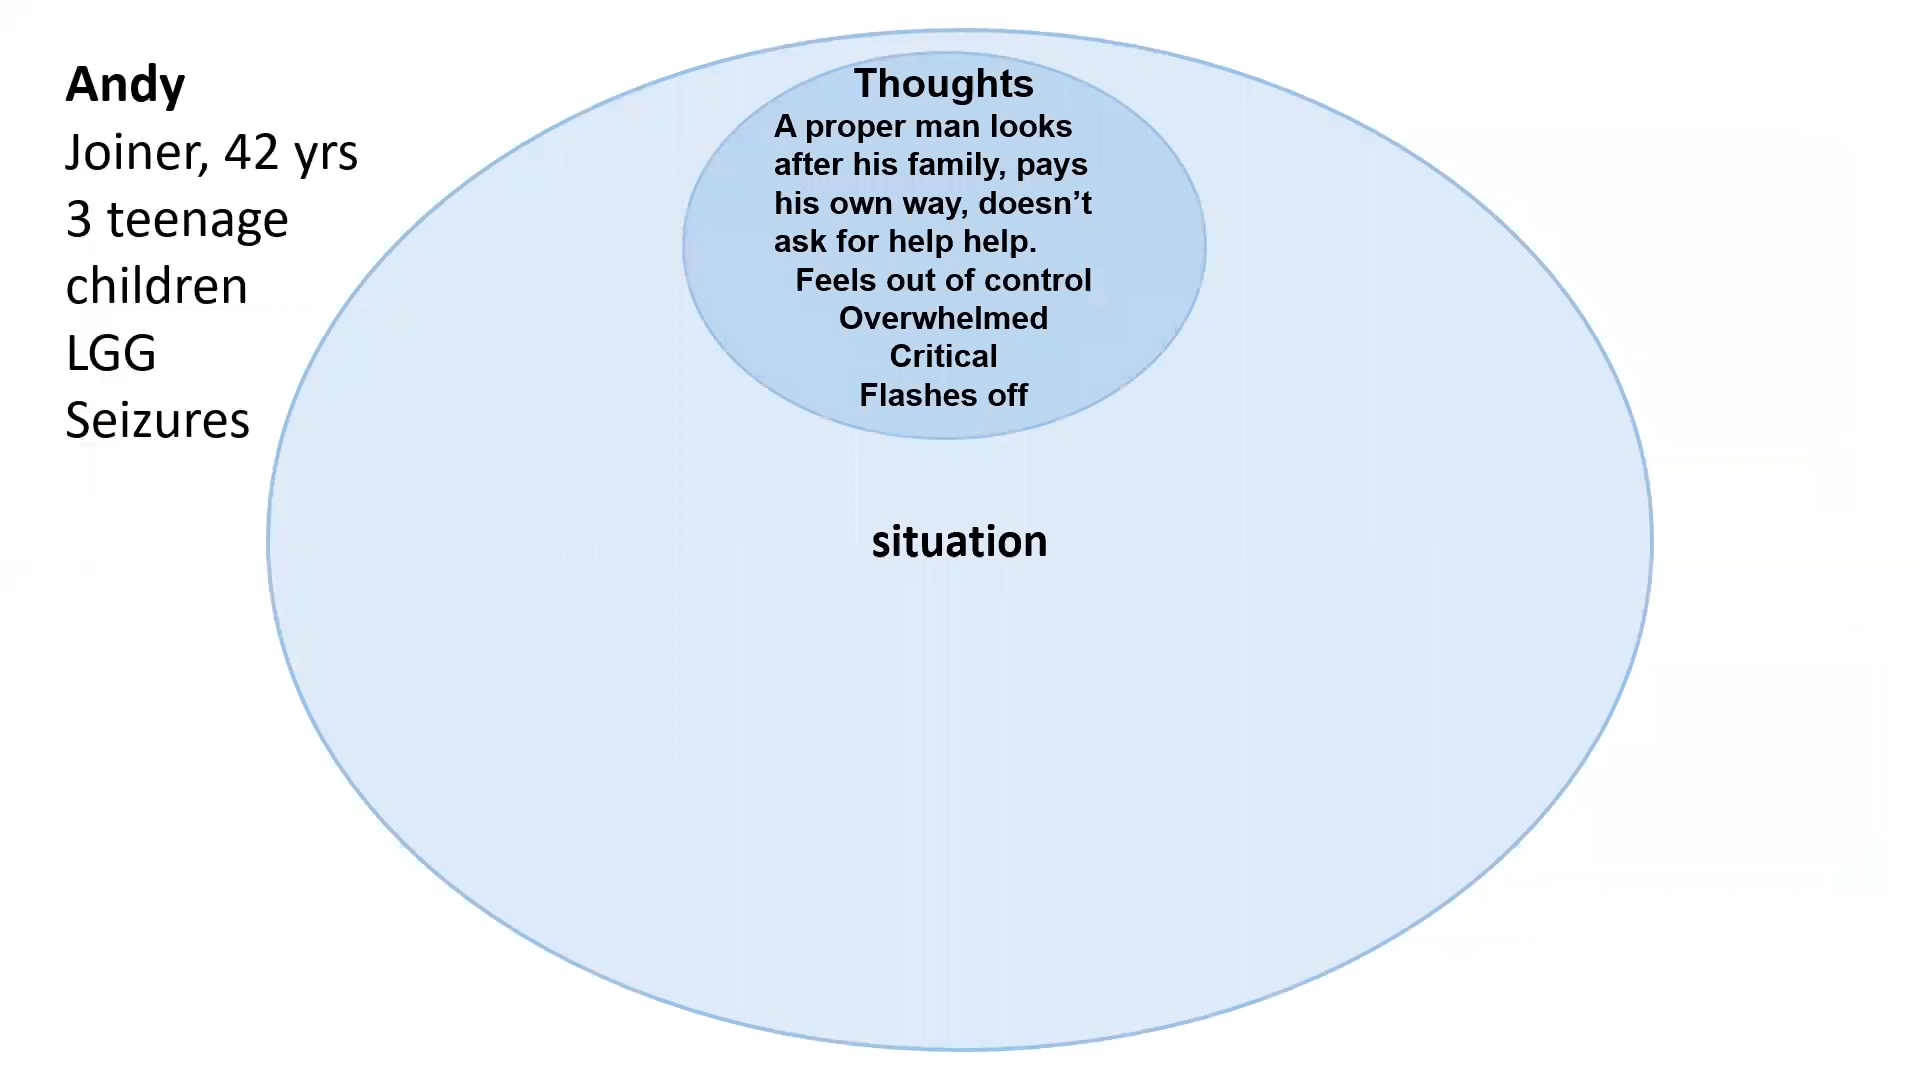 Andy
Joiner, 42 yrs
3 teenage
children
LGG
Seizures
Thoughts
A proper man looks
after his family, pays
his own way, doesn’t
ask for help help.
Feels out of control
Overwhelmed
Critical
Flashes off
situation